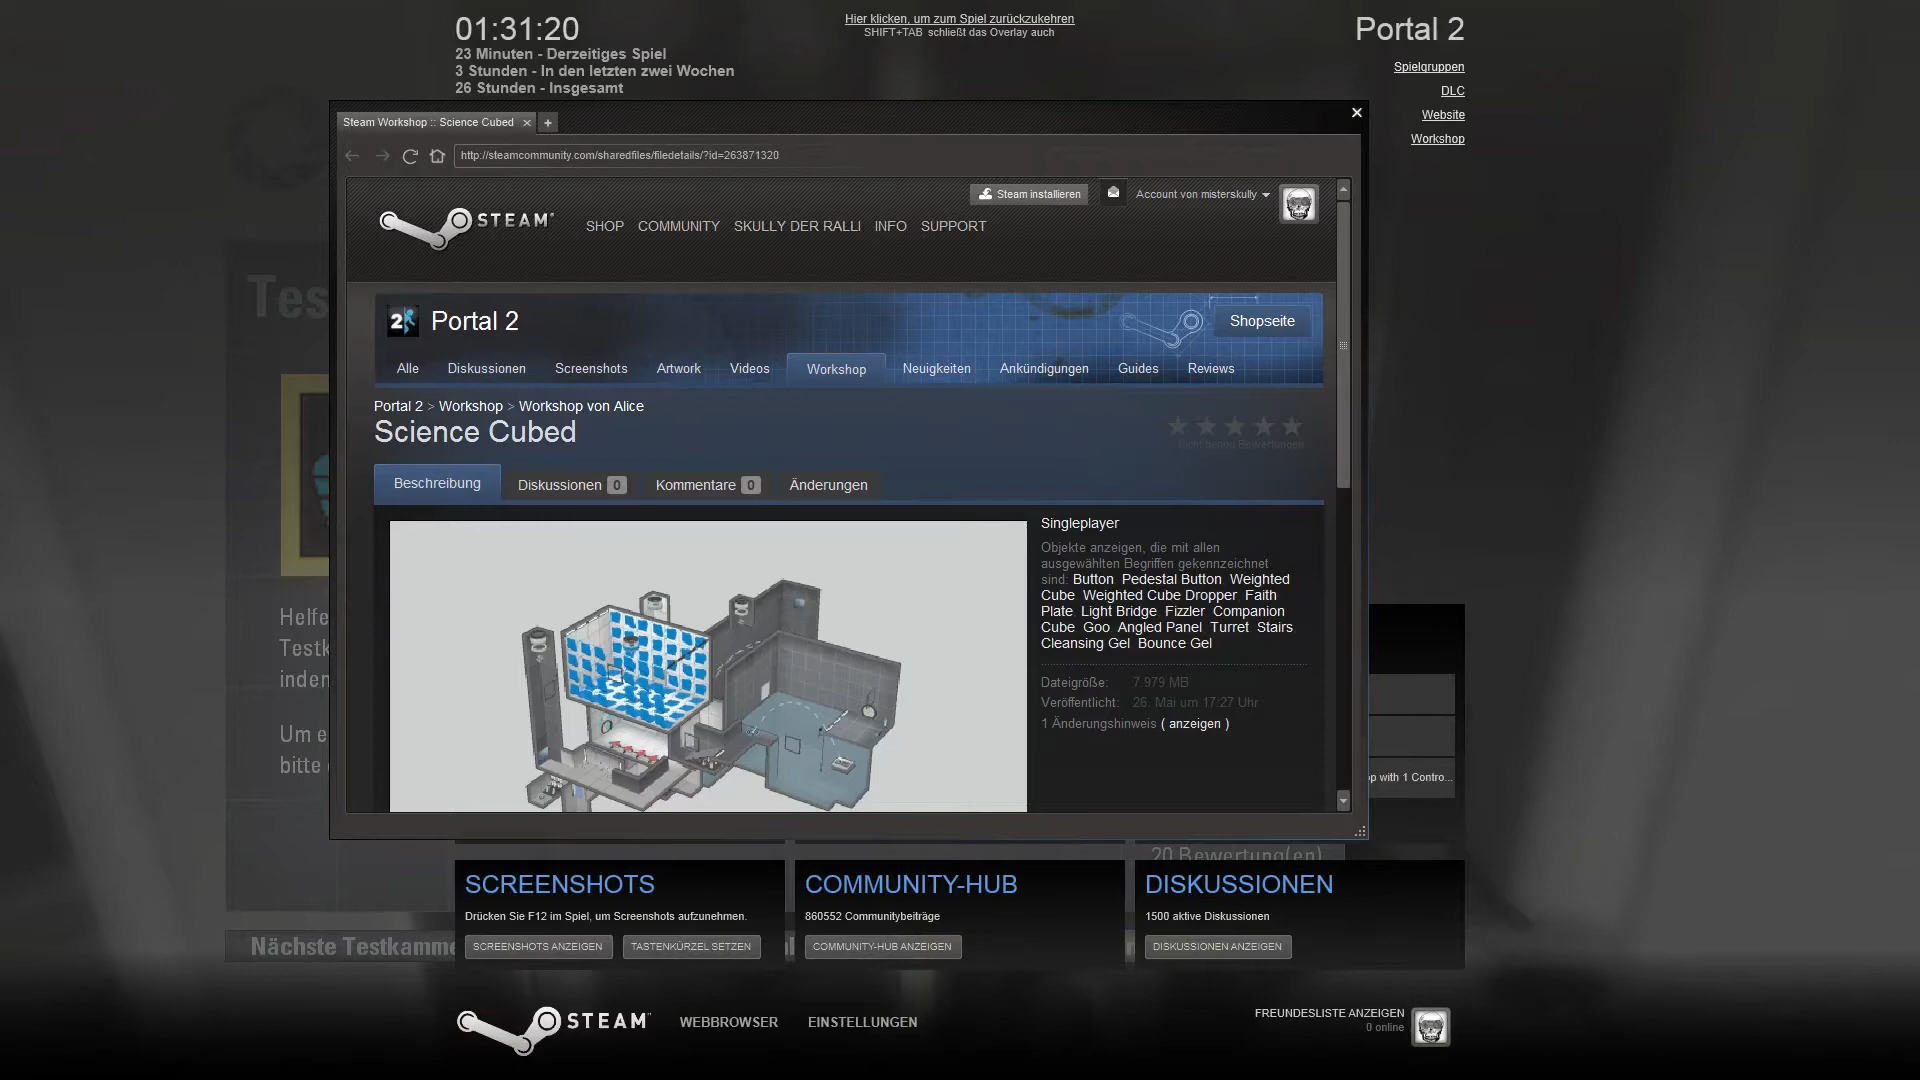 01:31:20
23 Minuten - Derzeitiges Spiel
3 Stunden - In den letzten zwei Wochen
26 Stunden - Insgesamt
Hier klicken, um zum Spiel zurückzukehren
SHIFT+TAB schließt das Overlay auch
Portal 2
Spielgruppen
DLC
Website
Workshop
Steam Workshop :: Science Cubed
http://steamcommunity.com/sharedfiles/filedetails/?id=263871320
Steam installieren
Account von misterskully
STEAM
SHOP COMMUNITY SKULLY DER RALLI INFO SUPPORT
2 Portal 2
Shopseite
Alle Diskussionen Screenshots Artwork Videos Workshop Neuigkeiten Ankündigungen Guides Reviews
Portal 2 > Workshop > Workshop von Alice
Science Cubed
Nicht genug Bewertungen
Beschreibung Diskussionen 0 Kommentare 0 Änderungen
Singleplayer
Objekte anzeigen, die mit allen
ausgewählten Begriffen gekennzeichnet
sind: Button Pedestal Button Weighted
Cube Weighted Cube Dropper Faith
Plate Light Bridge Fizzler Companion
Cube Goo Angled Panel Turret Stairs
Cleansing Gel Bounce Gel
Dateigröße: 7.979 MB
Veröffentlicht: 26. Mai um 17:27 Uhr
1 Änderungshinweis ( anzeigen )
Tes
Helfe
Testk
inden
Um e
bitte
op with 1 Contro...
20 Bewertung(en)
Nächste Testkamme
SCREENSHOTS
Drücken Sie F12 im Spiel, um Screenshots aufzunehmen.
SCREENSHOTS ANZEIGEN TASTENKÜRZEL SETZEN
COMMUNITY-HUB
860552 Communitybeiträge
COMMUNITY-HUB ANZEIGEN
DISKUSSIONEN
1500 aktive Diskussionen
DISKUSSIONEN ANZEIGEN
STEAM WEBBROWSER EINSTELLUNGEN
FREUNDESLISTE ANZEIGEN
0 online